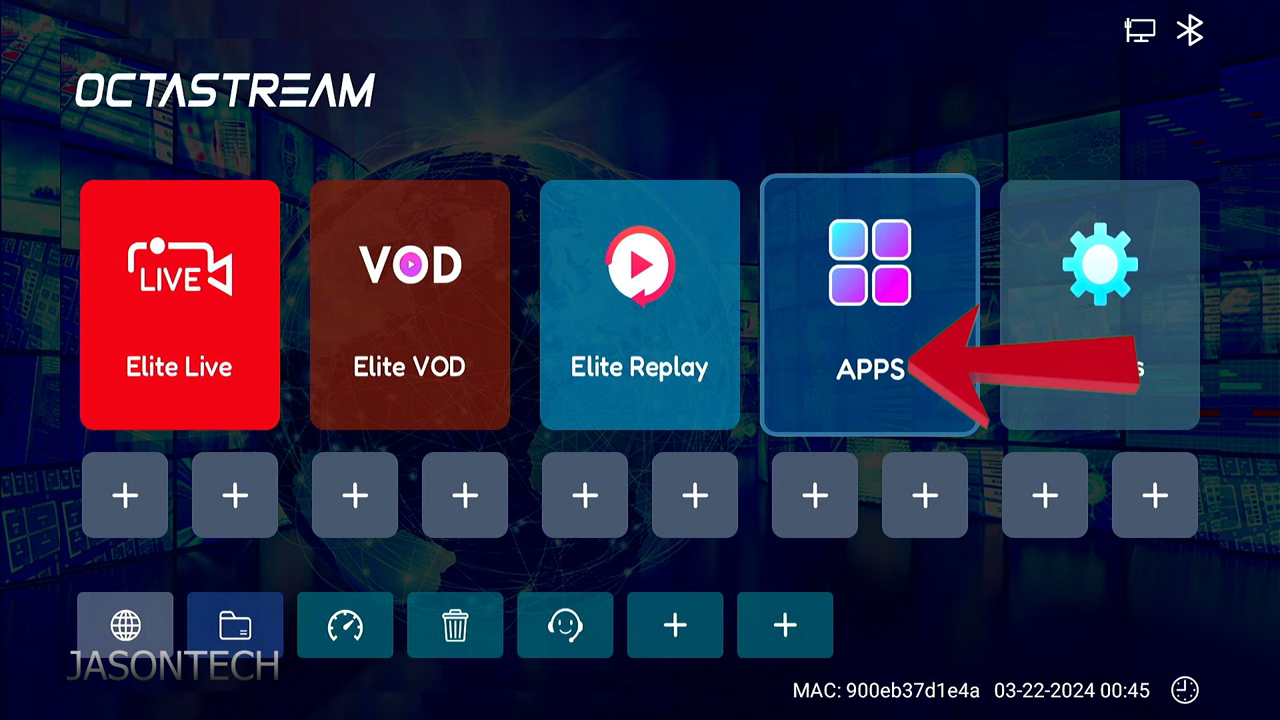 OCTASTREAM
LIVE
VOD
Elite Live
Elite VOD
Elite Replay
APPS
JASONTECH
MAC: 900eb37d1e4a 03-22-2024 00:45